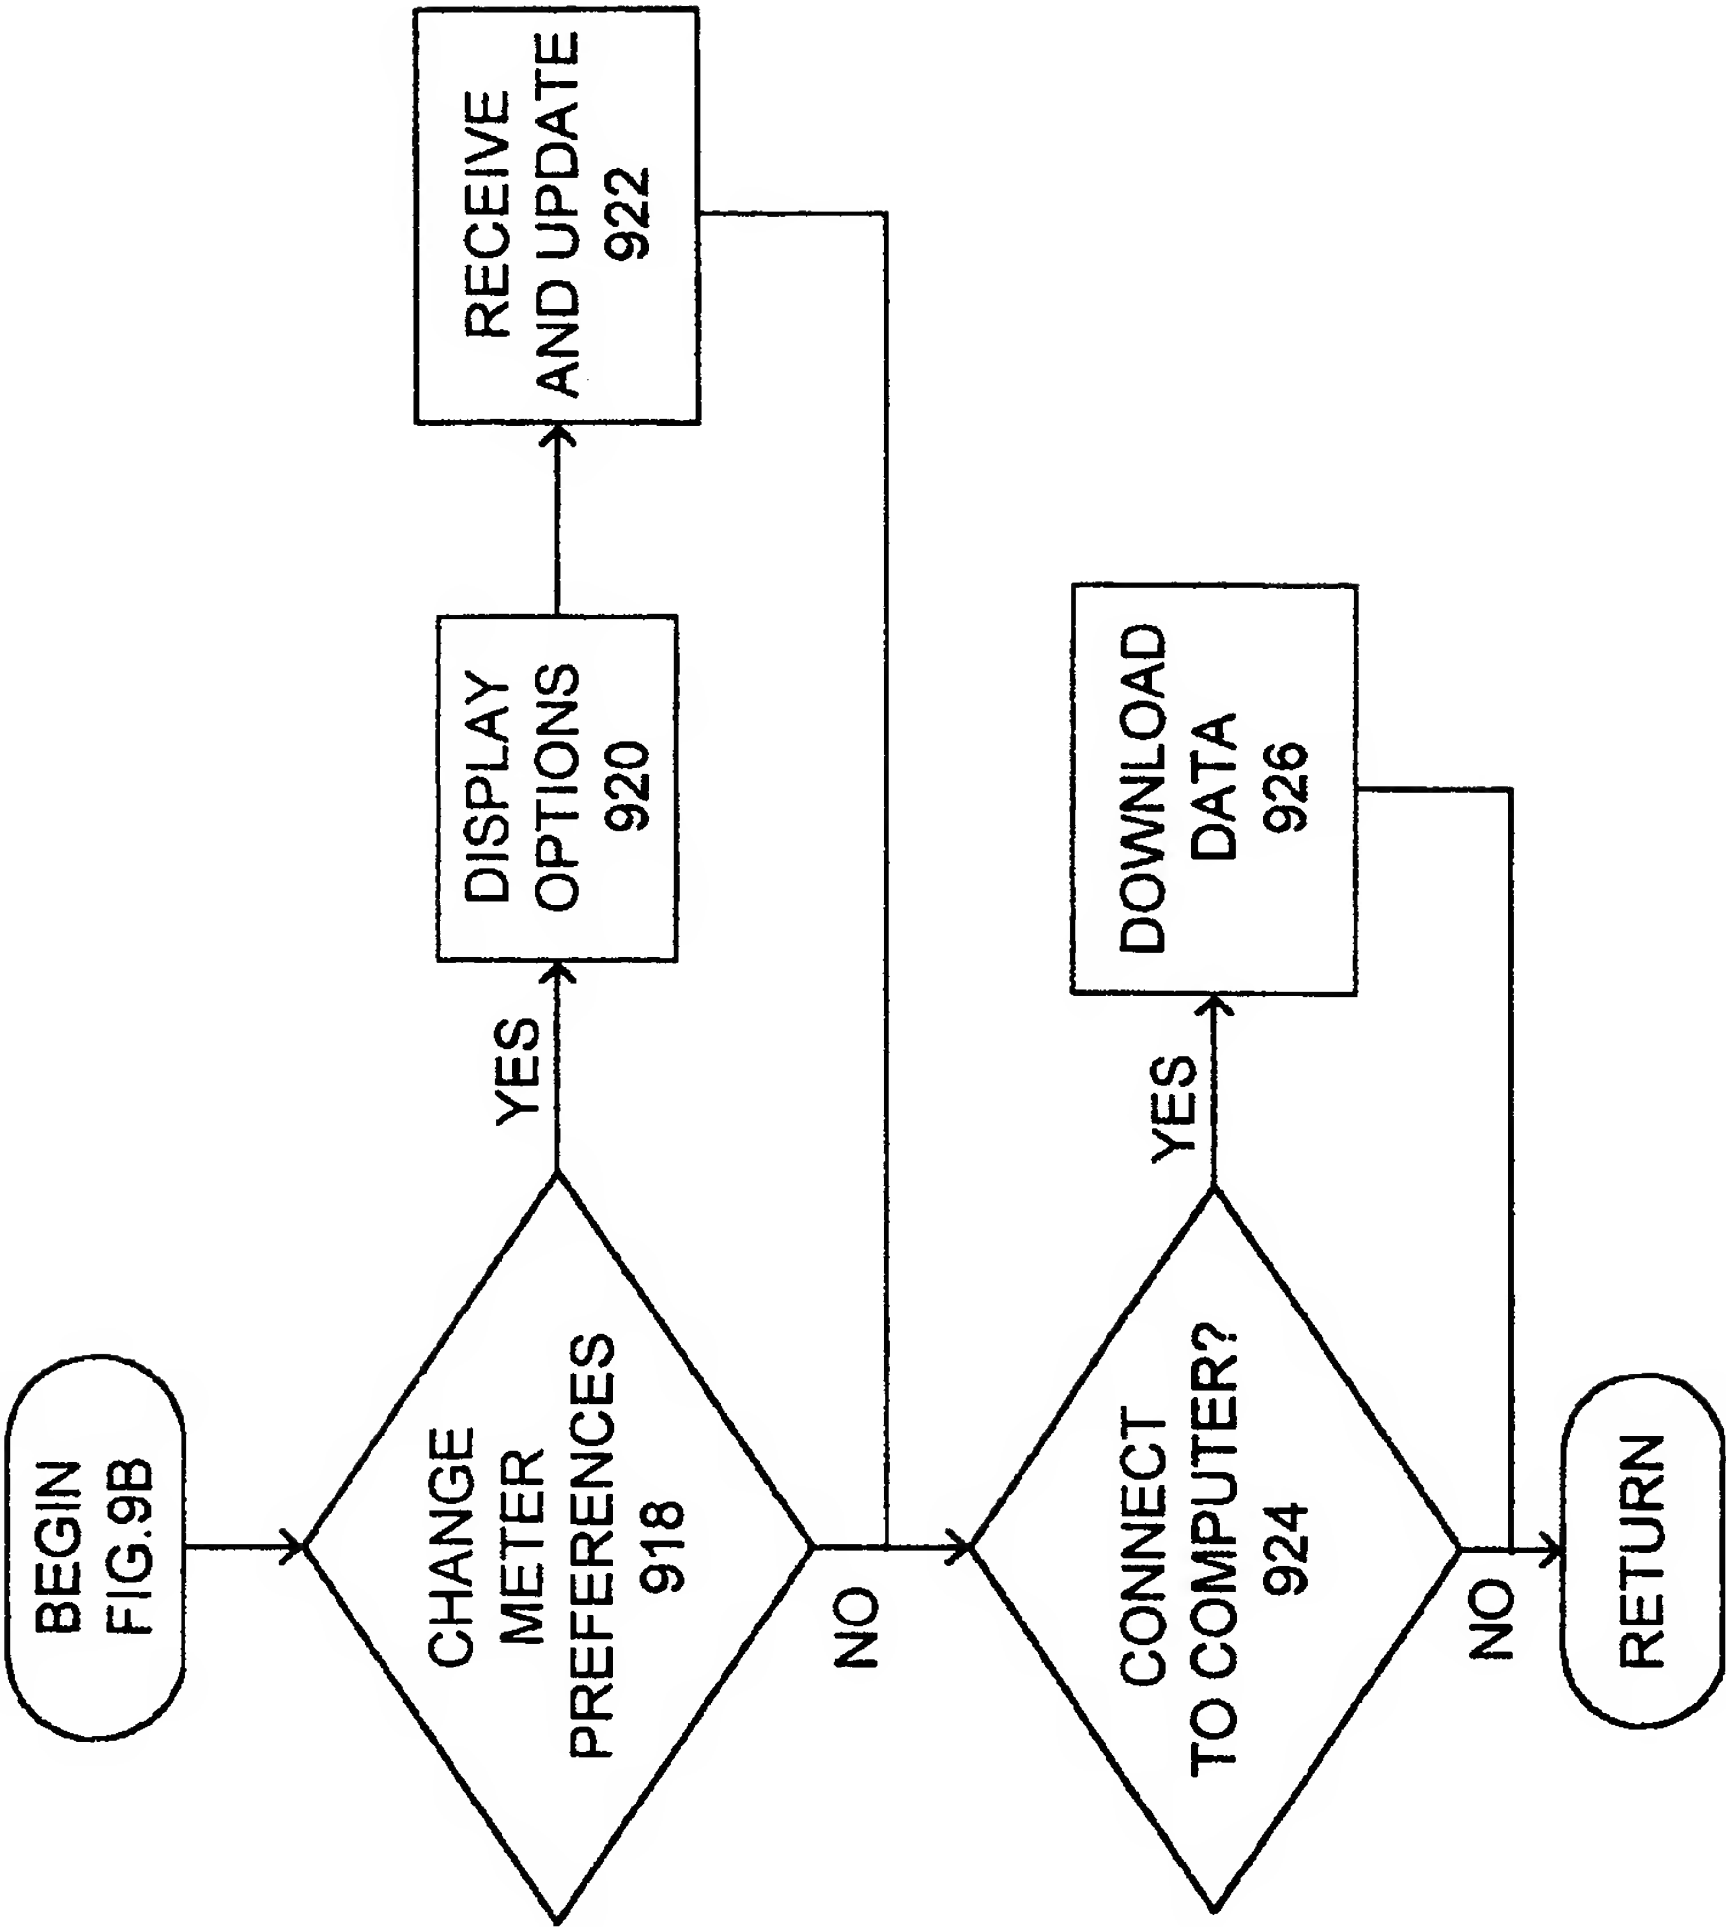 BEGIN
FIG.9B
CHANGE
METER
PREFERENCES
918
YES
DISPLAY
OPTIONS
920
RECEIVE
AND UPDATE
922
NO
CONNECT
TO COMPUTER?
924
YES
DOWNLOAD
DATA
926
NO
RETURN